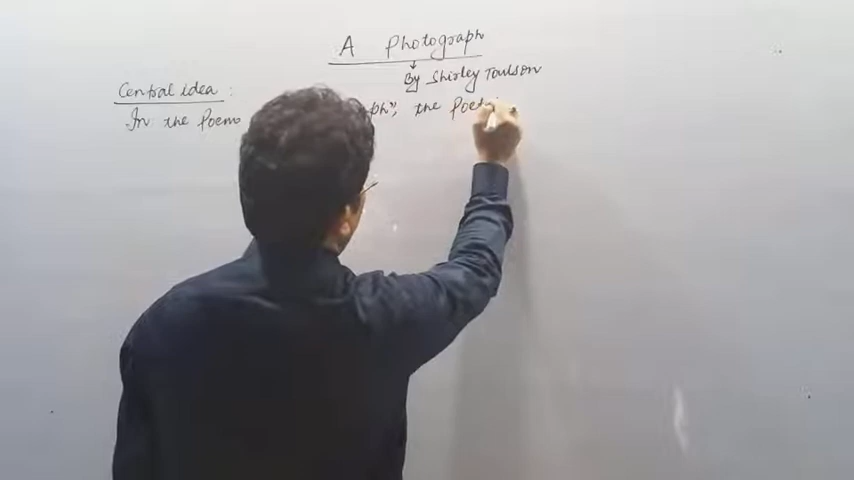 A Photograph
By Shirley Toulson
Central idea :
In the Poem ph", the Poet